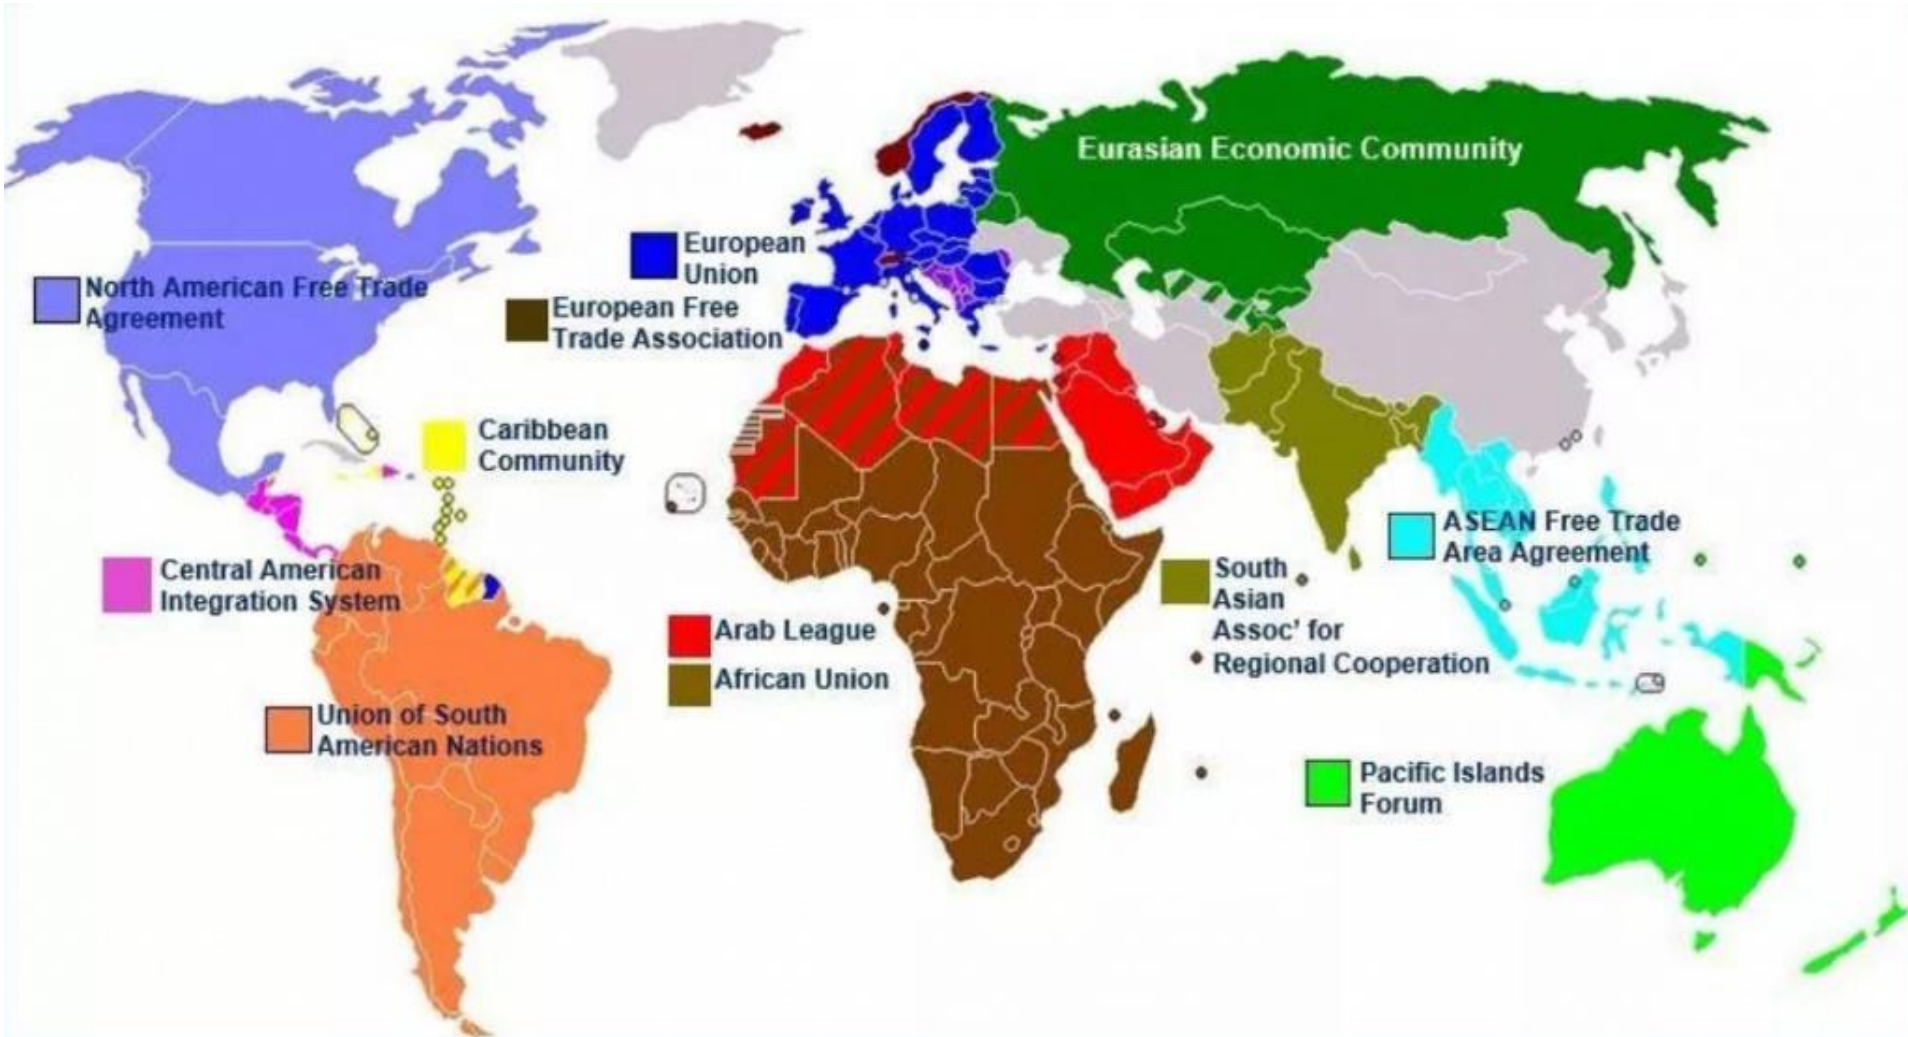 Eurasian Economic Community
European
Union
North American Free Trade
Agreement
European Free
Trade Association
Caribbean
Community
ASEAN Free Trade
Area Agreement
Central American
Integration System
South
Asian
Assoc' for
Regional Cooperation
Arab League
African Union
Union of South
American Nations
Pacific Islands
Forum